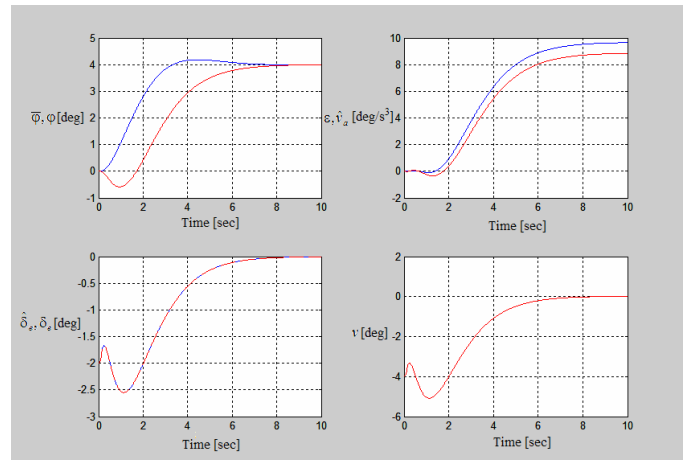 5
4
3
2
1
0
-1
φ̅, φ[deg]
0 2 4 6 8 10
Time [sec]
10
8
6
4
2
0
-2
ε, ν̂ₐ [deg/s³]
0 2 4 6 8 10
Time [sec]
0
-0.5
-1
-1.5
-2
-2.5
-3
δ̂ₑ, δₑ [deg]
0 2 4 6 8 10
Time [sec]
2
0
-2
-4
-6
ν [deg]
0 2 4 6 8 10
Time [sec]